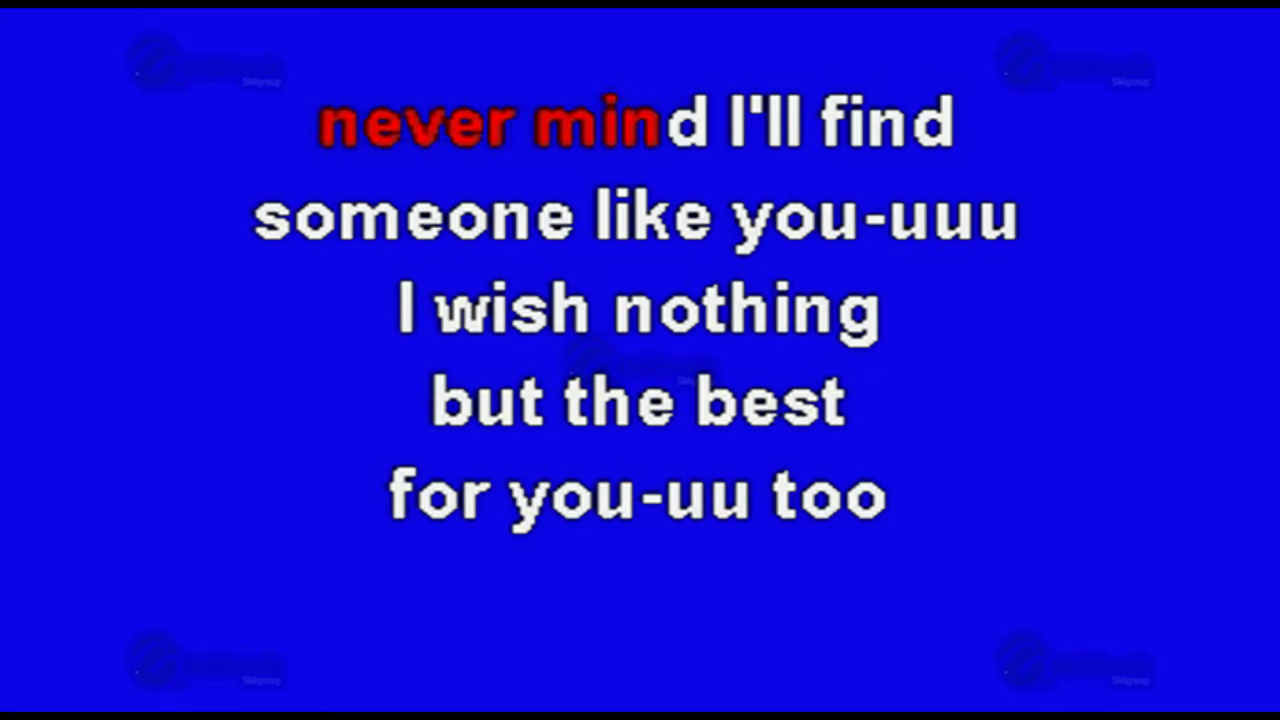 never mind I'll find
someone like you-uuu
I wish nothing
but the best
for you-uu too